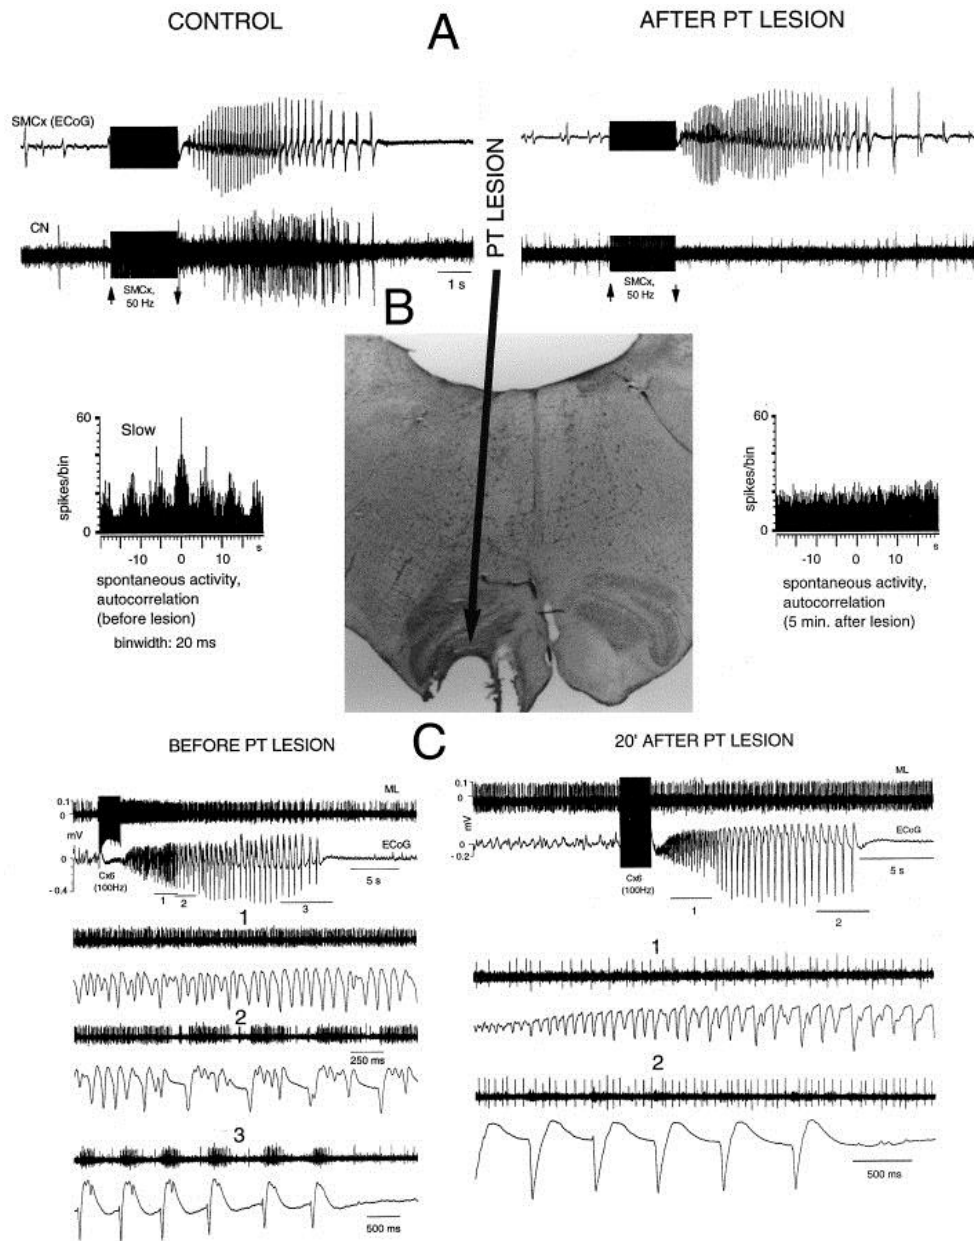 CONTROL
A
AFTER PT LESION
SMCx (ECoG)
CN
SMCx,
50 Hz
1 s
PT LESION
SMCx,
50 Hz
B
60
Slow
spikes/bin
0
-10 0 10
s
spontaneous activity,
autocorrelation
(before lesion)
binwidth: 20 ms
60
spikes/bin
0
-10 0 10
s
spontaneous activity,
autocorrelation
(5 min. after lesion)
C
BEFORE PT LESION
20' AFTER PT LESION
0.1
0
ML
mV
0
-0.4
ECoG
Cx6
(100Hz)
5 s
1 2 3
1
2
250 ms
3
500 ms
0.1
0
ML
mV
0
-0.2
ECoG
Cx6
(100Hz)
5 s
1 2
1
2
500 ms